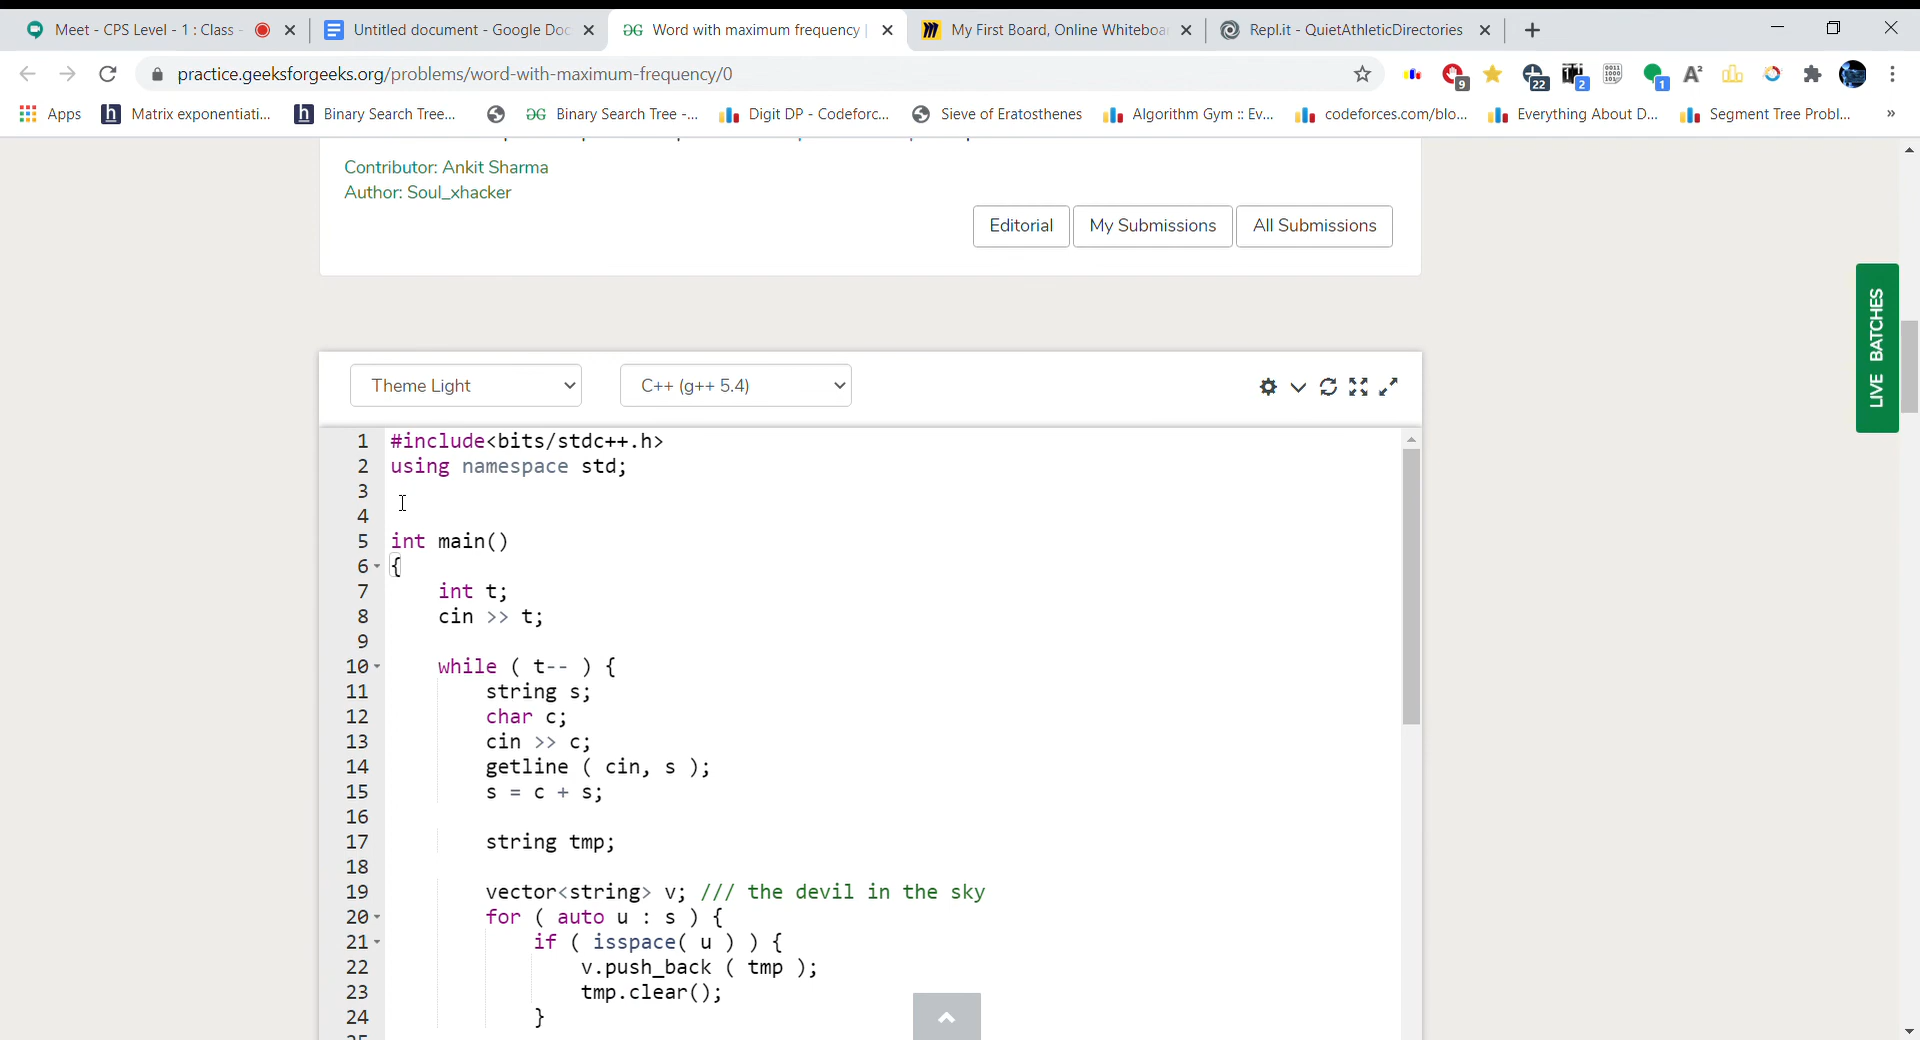 Meet - CPS Level - 1 : Class -
Untitled document - Google Doc
Word with maximum frequency |
My First Board, Online Whiteboar
Repl.it - QuietAthleticDirectories
practice.geeksforgeeks.org/problems/word-with-maximum-frequency/0
9
22
2
1
Apps
Matrix exponentiati...
Binary Search Tree...
Binary Search Tree -...
Digit DP - Codeforc...
Sieve of Eratosthenes
Algorithm Gym :: Ev...
codeforces.com/blo...
Everything About D...
Segment Tree Probl...
»
Contributor: Ankit Sharma
Author: Soul_xhacker
Editorial
My Submissions
All Submissions
LIVE BATCHES
Theme Light
C++ (g++ 5.4)
1 #include<bits/stdc++.h>
2 using namespace std;
3
4
5 int main()
6 {
7 int t;
8 cin >> t;
9
10 while ( t-- ) {
11 string s;
12 char c;
13 cin >> c;
14 getline ( cin, s );
15 s = c + s;
16
17 string tmp;
18
19 vector<string> v; /// the devil in the sky
20 for ( auto u : s ) {
21 if ( isspace( u ) ) {
22 v.push_back ( tmp );
23 tmp.clear();
24 }